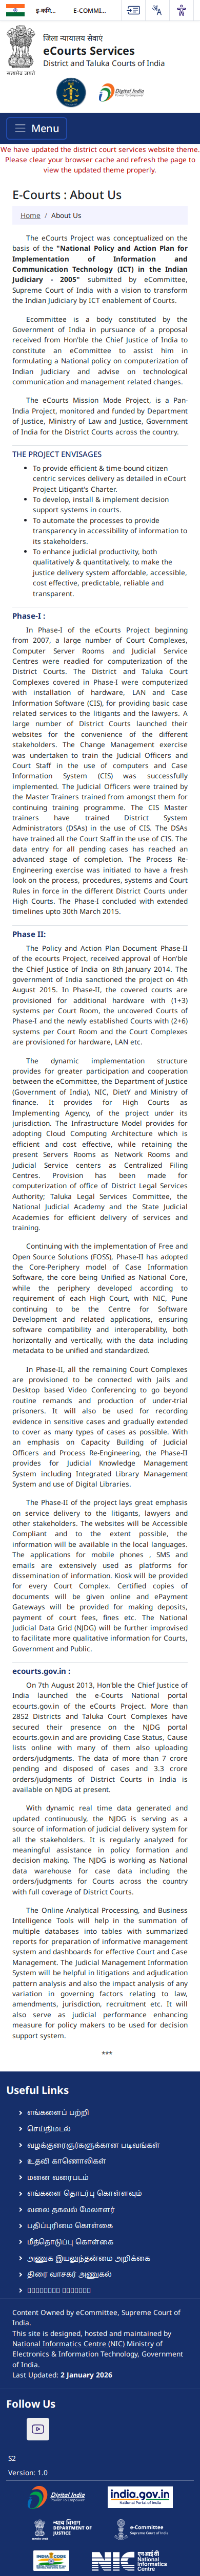 इ-कमि...
E-COMMI...
जिला न्यायालय सेवाएं
eCourts Services
District and Taluka Courts of India
सत्यमेव जयते
Digital India
Power To Empower
Menu
We have updated the district court services website theme.
Please clear your browser cache and refresh the page to
view the updated theme properly.
E-Courts : About Us
Home / About Us
The eCourts Project was conceptualized on the
basis of the "National Policy and Action Plan for
Implementation of Information and
Communication Technology (ICT) in the Indian
Judiciary - 2005" submitted by eCommittee,
Supreme Court of India with a vision to transform
the Indian Judiciary by ICT enablement of Courts.
Ecommittee is a body constituted by the
Government of India in pursuance of a proposal
received from Hon'ble the Chief Justice of India to
constitute an eCommittee to assist him in
formulating a National policy on computerization of
Indian Judiciary and advise on technological
communication and management related changes.
The eCourts Mission Mode Project, is a Pan-
India Project, monitored and funded by Department
of Justice, Ministry of Law and Justice, Government
of India for the District Courts across the country.
THE PROJECT ENVISAGES
To provide efficient & time-bound citizen
centric services delivery as detailed in eCourt
Project Litigant's Charter.
To develop, install & implement decision
support systems in courts.
To automate the processes to provide
transparency in accessibility of information to
its stakeholders.
To enhance judicial productivity, both
qualitatively & quantitatively, to make the
justice delivery system affordable, accessible,
cost effective, predictable, reliable and
transparent.
Phase-I :
In Phase-I of the eCourts Project beginning
from 2007, a large number of Court Complexes,
Computer Server Rooms and Judicial Service
Centres were readied for computerization of the
District Courts. The District and Taluka Court
Complexes covered in Phase-I were computerized
with installation of hardware, LAN and Case
Information Software (CIS), for providing basic case
related services to the litigants and the lawyers. A
large number of District Courts launched their
websites for the convenience of the different
stakeholders. The Change Management exercise
was undertaken to train the Judicial Officers and
Court Staff in the use of computers and Case
Information System (CIS) was successfully
implemented. The Judicial Officers were trained by
the Master Trainers trained from amongst them for
continuing training programme. The CIS Master
trainers have trained District System
Administrators (DSAs) in the use of CIS. The DSAs
have trained all the Court Staff in the use of CIS. The
data entry for all pending cases has reached an
advanced stage of completion. The Process Re-
Engineering exercise was initiated to have a fresh
look on the process, procedures, systems and Court
Rules in force in the different District Courts under
High Courts. The Phase-I concluded with extended
timelines upto 30th March 2015.
Phase II:
The Policy and Action Plan Document Phase-II
of the ecourts Project, received approval of Hon'ble
the Chief Justice of India on 8th January 2014. The
government of India sanctioned the project on 4th
August 2015. In Phase-II, the covered courts are
provisioned for additional hardware with (1+3)
systems per Court Room, the uncovered Courts of
Phase-I and the newly established Courts with (2+6)
systems per Court Room and the Court Complexes
are provisioned for hardware, LAN etc.
The dynamic implementation structure
provides for greater participation and cooperation
between the eCommittee, the Department of Justice
(Government of India), NIC, DietY and Ministry of
finance. It provides for High Courts as
Implementing Agency, of the project under its
jurisdiction. The Infrastructure Model provides for
adopting Cloud Computing Architecture which is
efficient and cost effective, while retaining the
present Servers Rooms as Network Rooms and
Judicial Service centers as Centralized Filing
Centres. Provision has been made for
computerization of office of District Legal Services
Authority; Taluka Legal Services Committee, the
National Judicial Academy and the State Judicial
Academies for efficient delivery of services and
training.
Continuing with the implementation of Free and
Open Source Solutions (FOSS), Phase-II has adopted
the Core-Periphery model of Case Information
Software, the core being Unified as National Core,
while the periphery developed according to
requirement of each High Court, with NIC, Pune
continuing to be the Centre for Software
Development and related applications, ensuring
software compatibility and interoperability, both
horizontally and vertically, with the data including
metadata to be unified and standardized.
In Phase-II, all the remaining Court Complexes
are provisioned to be connected with Jails and
Desktop based Video Conferencing to go beyond
routine remands and production of under-trial
prisoners. It will also be used for recording
evidence in sensitive cases and gradually extended
to cover as many types of cases as possible. With
an emphasis on Capacity Building of Judicial
Officers and Process Re-Engineering, the Phase-II
provides for Judicial Knowledge Management
System including Integrated Library Management
System and use of Digital Libraries.
The Phase-II of the project lays great emphasis
on service delivery to the litigants, lawyers and
other stakeholders. The websites will be Accessible
Compliant and to the extent possible, the
information will be available in the local languages.
The applications for mobile phones , SMS and
emails are extensively used as platforms for
dissemination of information. Kiosk will be provided
for every Court Complex. Certified copies of
documents will be given online and ePayment
Gateways will be provided for making deposits,
payment of court fees, fines etc. The National
Judicial Data Grid (NJDG) will be further improvised
to facilitate more qualitative information for Courts,
Government and Public.
ecourts.gov.in :
On 7th August 2013, Hon'ble the Chief Justice of
India launched the e-Courts National portal
ecourts.gov.in of the eCourts Project. More than
2852 Districts and Taluka Court Complexes have
secured their presence on the NJDG portal
ecourts.gov.in and are providing Case Status, Cause
lists online with many of them also uploading
orders/judgments. The data of more than 7 crore
pending and disposed of cases and 3.3 crore
orders/judgments of District Courts in India is
available on NJDG at present.
With dynamic real time data generated and
updated continuously, the NJDG is serving as a
source of information of judicial delivery system for
all the stakeholders. It is regularly analyzed for
meaningful assistance in policy formation and
decision making. The NJDG is working as National
data warehouse for case data including the
orders/judgments for Courts across the country
with full coverage of District Courts.
The Online Analytical Processing, and Business
Intelligence Tools will help in the summation of
multiple databases into tables with summarized
reports for preparation of informative management
system and dashboards for effective Court and Case
Management. The Judicial Management Information
System will be helpful in litigations and adjudication
pattern analysis and also the impact analysis of any
variation in governing factors relating to law,
amendments, jurisdiction, recruitment etc. It will
also serve as judicial performance enhancing
measure for policy makers to be used for decision
support system.
***
Useful Links
எங்களைப் பற்றி
செய்திமடல்
வழக்குரைஞர்களுக்கான படிவங்கள்
உதவி காணொலிகள்
மனை வரைபடம்
எங்களை தொடர்பு கொள்ளவும்
வலை தகவல் மேலாளர்
பதிப்புரிமை கொள்கை
மீத்தொடுப்பு கொள்கை
அணுக இயலுந்தன்மை அறிக்கை
திரை வாசகர் அணுகல்
Content Owned by eCommittee, Supreme Court of
India.
This site is designed, hosted and maintained by
National Informatics Centre (NIC) Ministry of
Electronics & Information Technology, Government
of India.
Last Updated: 2 January 2026
Follow Us
S2
Version: 1.0
Digital India
Power To Empower
india.gov.in
National Portal of India
न्याय विभाग
DEPARTMENT OF
JUSTICE
e-Committee
Supreme Court of India
INDIA CODE
NIC
एन आई सी
National
Informatics
Centre